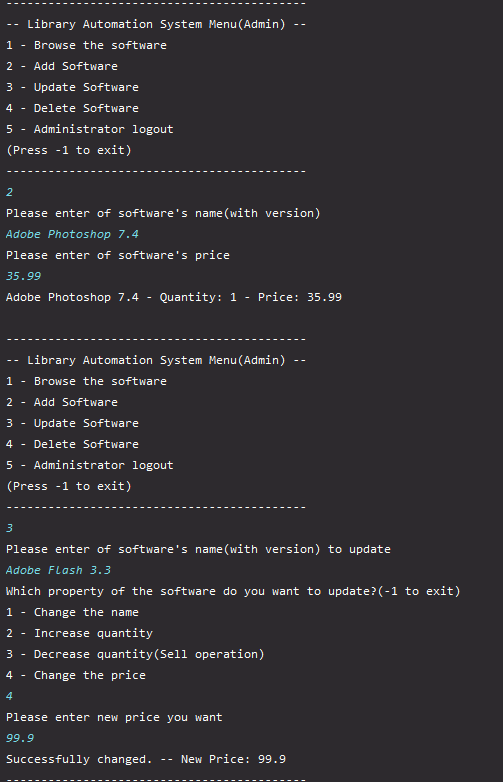 -------------------------------------------
-- Library Automation System Menu(Admin) --
1 - Browse the software
2 - Add Software
3 - Update Software
4 - Delete Software
5 - Administrator logout
(Press -1 to exit)
-------------------------------------------
2
Please enter of software's name(with version)
Adobe Photoshop 7.4
Please enter of software's price
35.99
Adobe Photoshop 7.4 - Quantity: 1 - Price: 35.99
-------------------------------------------
-- Library Automation System Menu(Admin) --
1 - Browse the software
2 - Add Software
3 - Update Software
4 - Delete Software
5 - Administrator logout
(Press -1 to exit)
-------------------------------------------
3
Please enter of software's name(with version) to update
Adobe Flash 3.3
Which property of the software do you want to update?(-1 to exit)
1 - Change the name
2 - Increase quantity
3 - Decrease quantity(Sell operation)
4 - Change the price
4
Please enter new price you want
99.9
Successfully changed. -- New Price: 99.9
-------------------------------------------